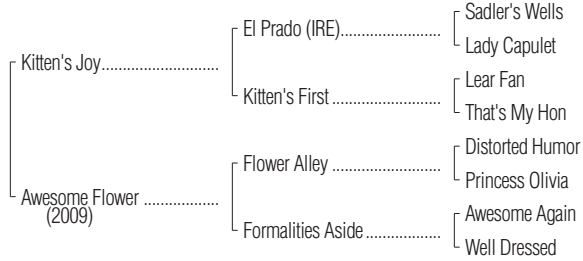 Sadler's Wells
El Prado (IRE)........................
Lady Capulet
Kitten's Joy............................
Lear Fan
Kitten's First ..........................
That's My Hon
Distorted Humor
Flower Alley ..........................
Princess Olivia
Awesome Flower ..................
(2009)
Awesome Again
Formalities Aside..................
Well Dressed